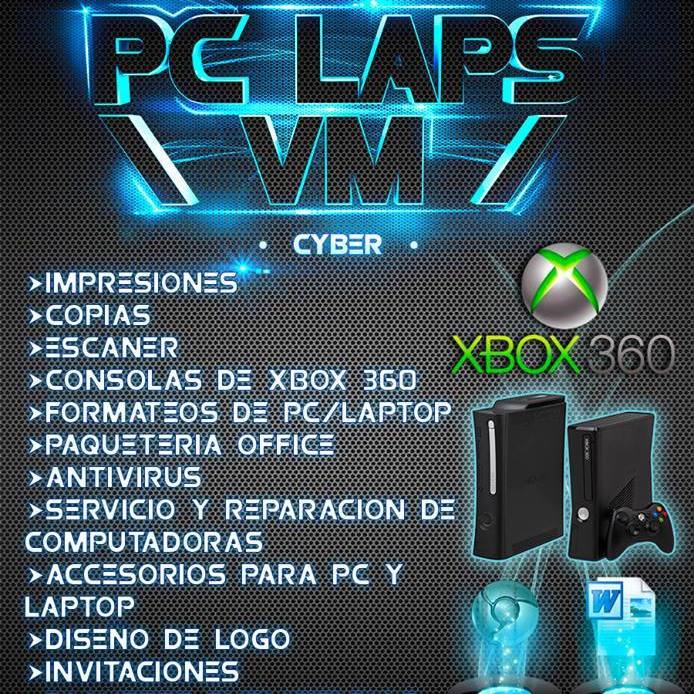 PC LAPS
VM
• CYBER •
➤IMPRESIONES
➤COPIAS
➤ESCANER
➤CONSOLAS DE XBOX 360
➤FORMATEOS DE PC/LAPTOP
➤PAQUETERIA OFFICE
➤ANTIVIRUS
➤SERVICIO Y REPARACION DE
COMPUTADORAS
➤ACCESORIOS PARA PC Y
LAPTOP
➤DISENO DE LOGO
➤INVITACIONES
XBOX 360
W